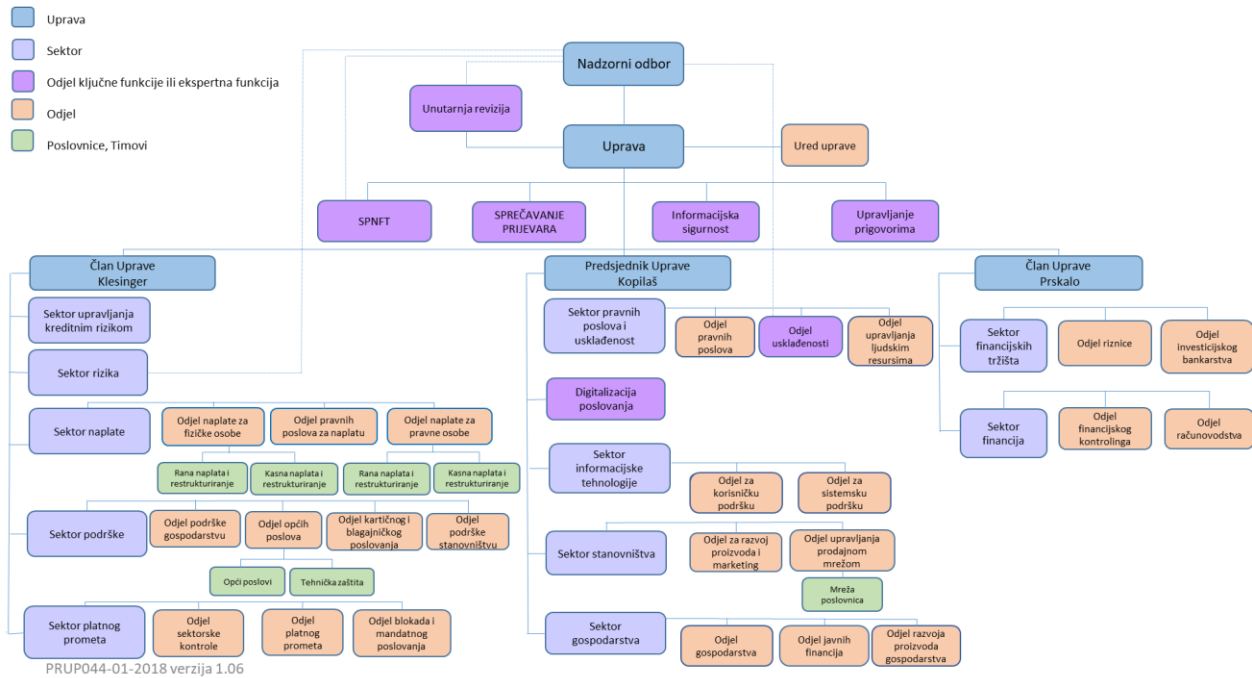 Uprava
Sektor
Odjel ključne funkcije ili ekspertna funkcija
Odjel
Poslovnice, Timovi
Nadzorni odbor
Unutarnja revizija
Uprava
Ured uprave
SPNFT
SPREČAVANJE
PRIJEVARA
Informacijska
sigurnost
Upravljanje
prigovorima
Član Uprave
Klesinger
Sektor upravljanja
kreditnim rizikom
Sektor rizika
Sektor naplate
Odjel naplate za
fizičke osobe
Odjel pravnih
poslova za naplatu
Odjel naplate za
pravne osobe
Rana naplata i
restrukturiranje
Kasna naplata i
restrukturiranje
Rana naplata i
restrukturiranje
Kasna naplata i
restrukturiranje
Sektor podrške
Odjel podrške
gospodarstvu
Odjel općih
poslova
Odjel kartičnog i
blagajničkog
poslovanja
Odjel
podrške
stanovništvu
Opći poslovi
Tehnička zaštita
Sektor platnog
prometa
Odjel
sektorske
kontrole
Odjel
platnog
prometa
Odjel blokada i
mandatnog
poslovanja
Predsjednik Uprave
Kopilaš
Sektor pravnih
poslova i
usklađenost
Odjel
pravnih
poslova
Odjel
usklađenosti
Odjel
upravljanja
ljudskim
resursima
Digitalizacija
poslovanja
Sektor
informacijske
tehnologije
Odjel za
korisničku
podršku
Odjel za
sistemsku
podršku
Sektor stanovništva
Odjel za razvoj
proizvoda i
marketing
Odjel upravljanja
prodajnom
mrežom
Mreža
poslovnica
Sektor
gospodarstva
Odjel
gospodarstva
Odjel javnih
financija
Odjel razvoja
proizvoda
gospodarstva
Član Uprave
Prskalo
Sektor
financijskih
tržišta
Odjel riznice
Odjel
investicijskog
bankarstva
Sektor
financija
Odjel
financijskog
kontrolinga
Odjel
računovodstva
PRUP044-01-2018 verzija 1.06